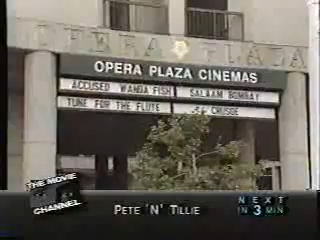 OPERA PLAZA
OPERA PLAZA CINEMAS
ACCUSED WANDA FISH
SALAAM BOMBAY
TUNE FOR THE FLUTE
CRUSOE
THE MOVIE
CHANNEL
PETE 'N' TILLIE
NEXT
IN 3 MIN